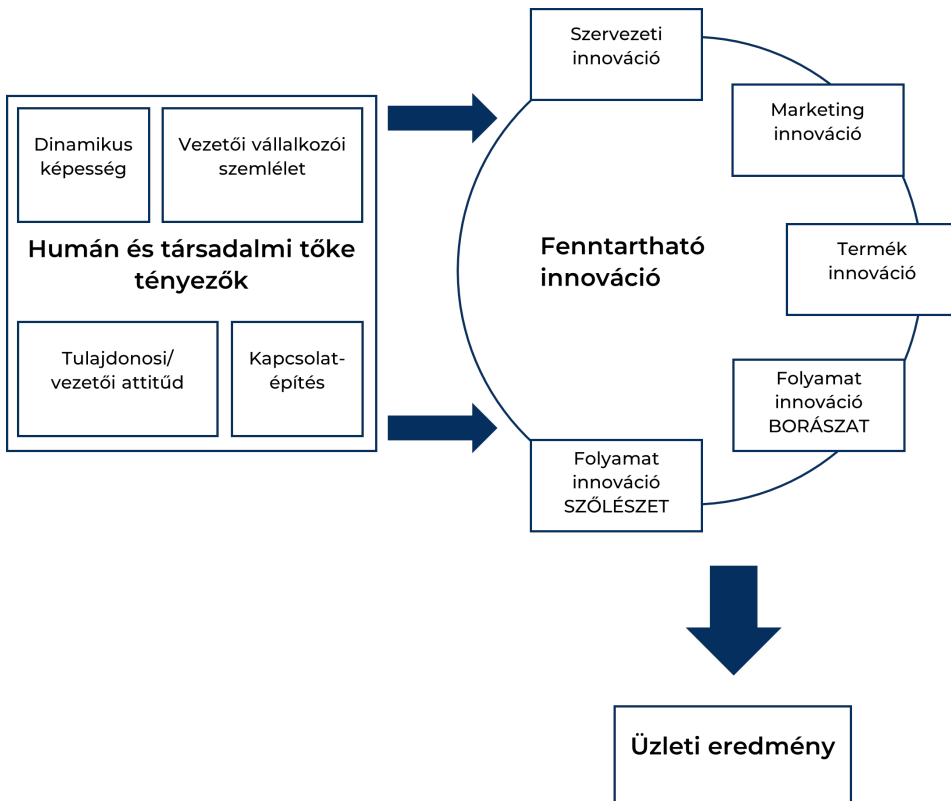 Dinamikus
képesség
Vezetői vállalkozói
szemlélet
Humán és társadalmi tőke
tényezők
Tulajdonosi/
vezetői attitűd
Kapcsolat-
építés
Fenntartható
innováció
Szervezeti
innováció
Marketing
innováció
Termék
innováció
Folyamat
innováció
BORÁSZAT
Folyamat
innováció
SZŐLÉSZET
Üzleti eredmény